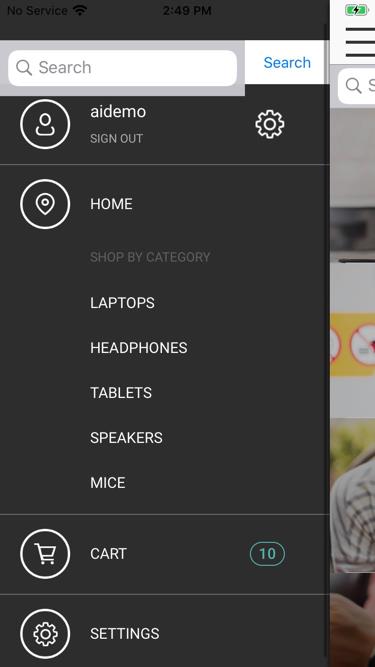 No Service 2:49 PM
Search Search
aidemo
SIGN OUT
HOME
SHOP BY CATEGORY
LAPTOPS
HEADPHONES
TABLETS
SPEAKERS
MICE
CART 10
SETTINGS